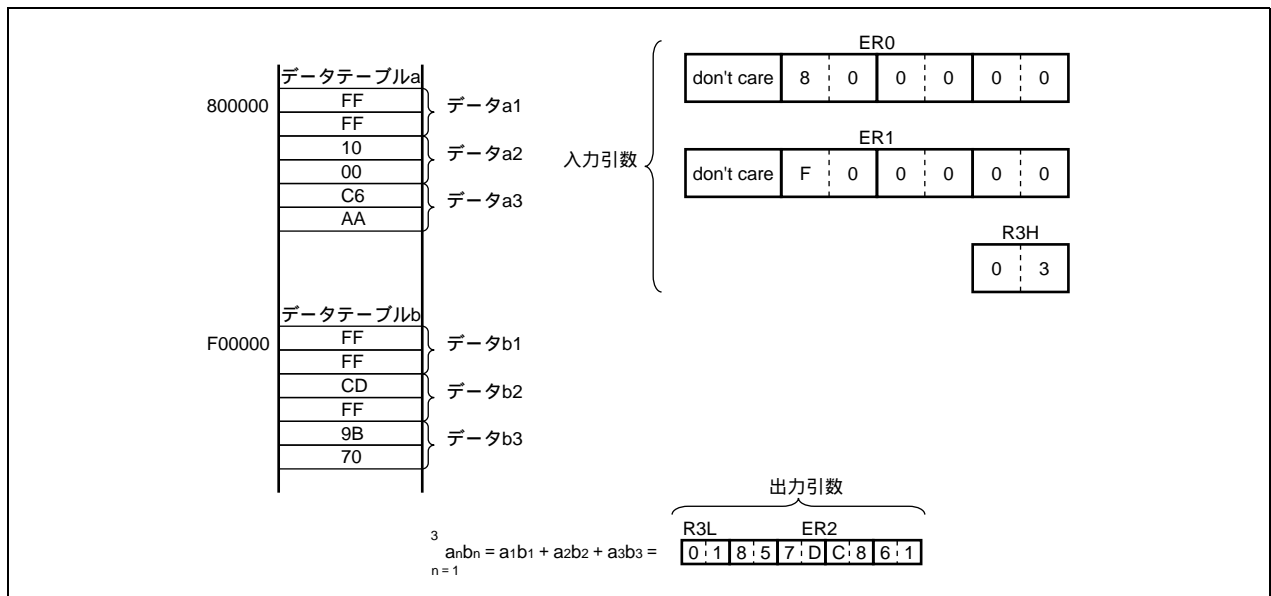 データテーブルa
800000
FF
FF
データa1
10
00
データa2
C6
AA
データa3
データテーブルb
F00000
FF
FF
データb1
CD
FF
データb2
9B
70
データb3
入力引数
ER0
don't care 8 0 0 0 0 0
ER1
don't care F 0 0 0 0 0
R3H
0 3
出力引数
R3L ER2
3
anbn = a1b1 + a2b2 + a3b3 = 0 1 8 5 7 D C 8 6 1
n = 1